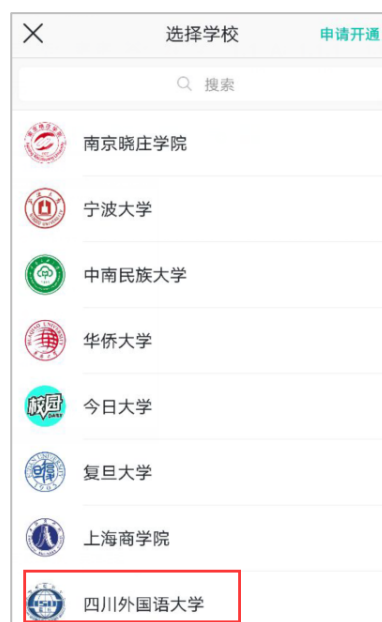 选择学校
申请开通
搜索
南京晓庄学院
宁波大学
中南民族大学
华侨大学
校园
今日大学
复旦大学
上海商学院
四川外国语大学